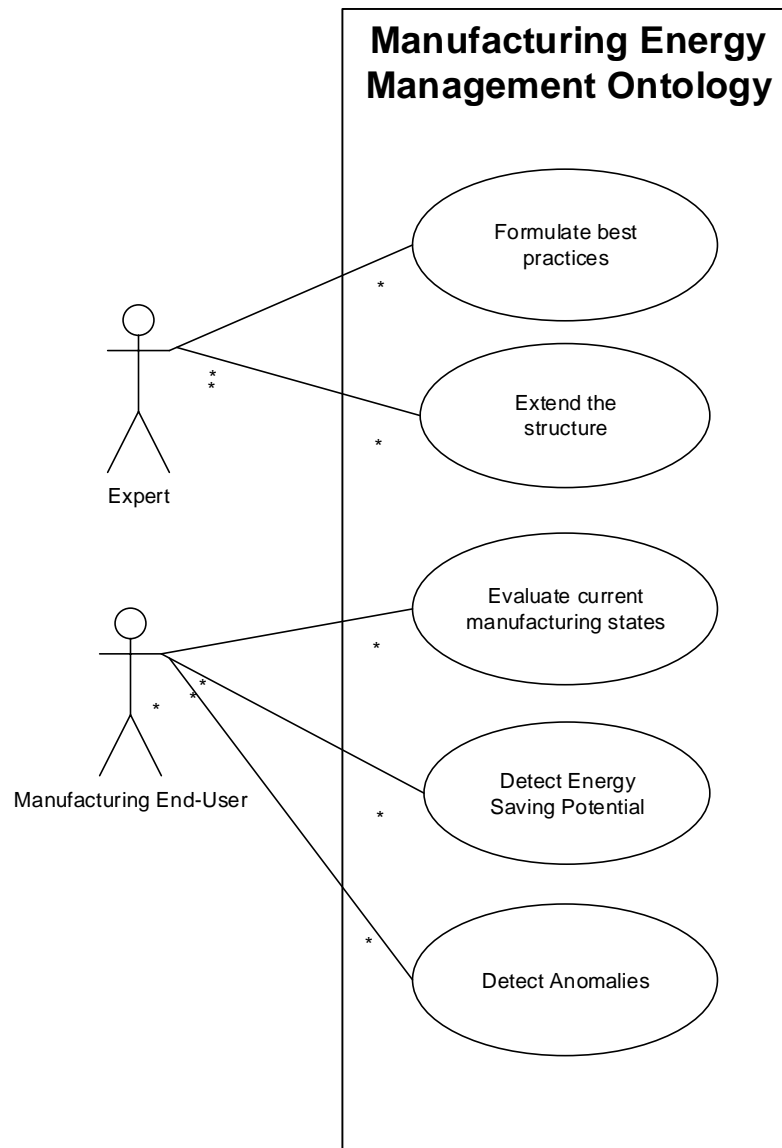 Manufacturing Energy
Management Ontology
Formulate best
practices
*
*
*
Extend the
structure
*
Expert
Evaluate current
manufacturing states
*
*
*
*
Manufacturing End-User
Detect Energy
Saving Potential
*
*
Detect Anomalies